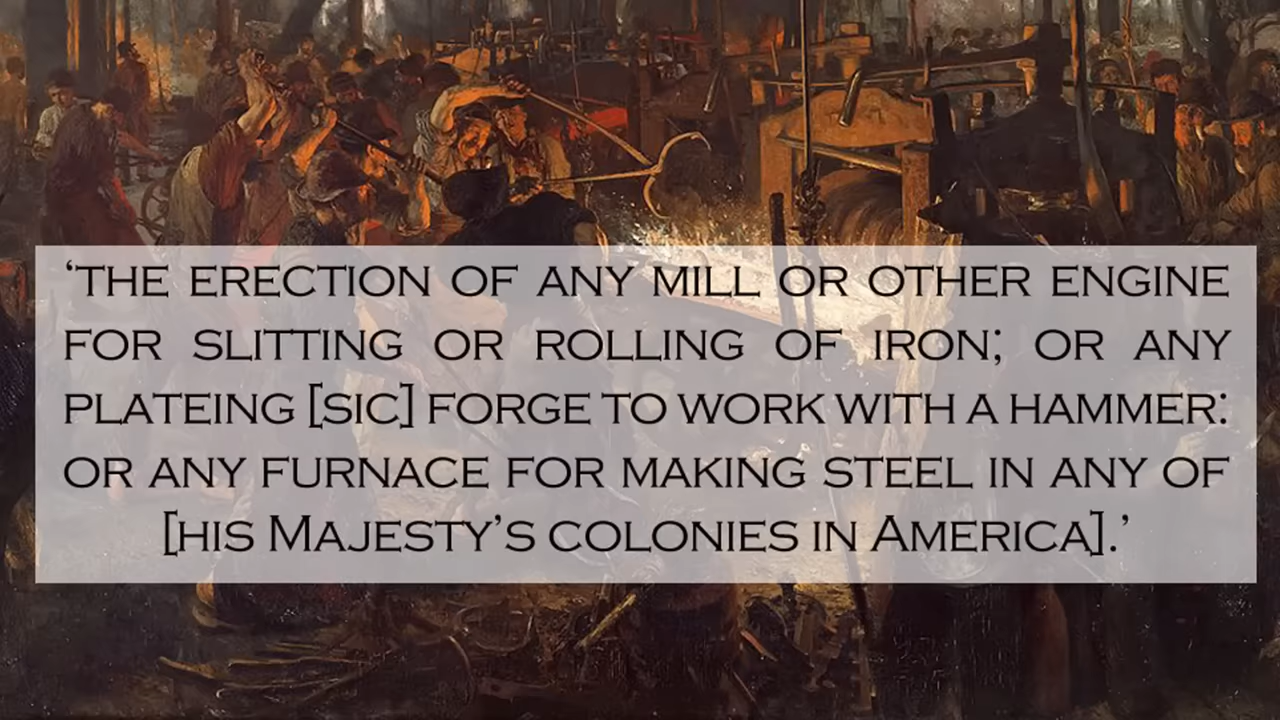 ‘THE ERECTION OF ANY MILL OR OTHER ENGINE
FOR SLITTING OR ROLLING OF IRON; OR ANY
PLATEING [SIC] FORGE TO WORK WITH A HAMMER:
OR ANY FURNACE FOR MAKING STEEL IN ANY OF
[HIS MAJESTY’S COLONIES IN AMERICA].’